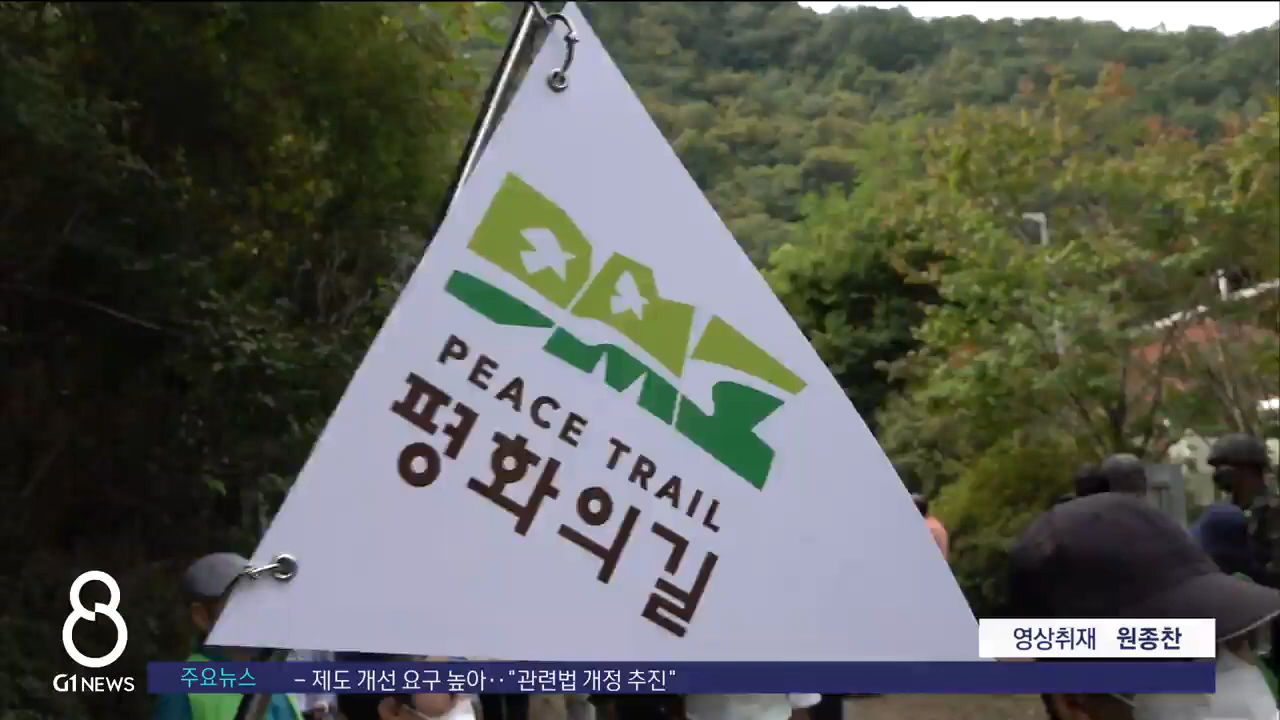 PEACE TRAIL
평화의길
영상취재 원종찬
8
G1 NEWS
주요뉴스 - 제도 개선 요구 높아‥"관련법 개정 추진"